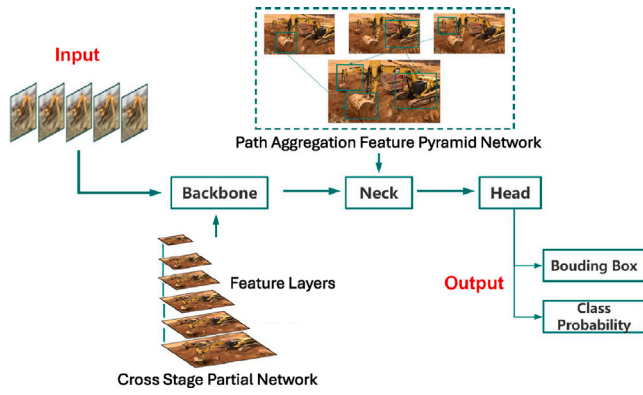 Input
Path Aggregation Feature Pyramid Network
Backbone
Neck
Head
Feature Layers
Output
Bouding Box
Class
Probability
Cross Stage Partial Network